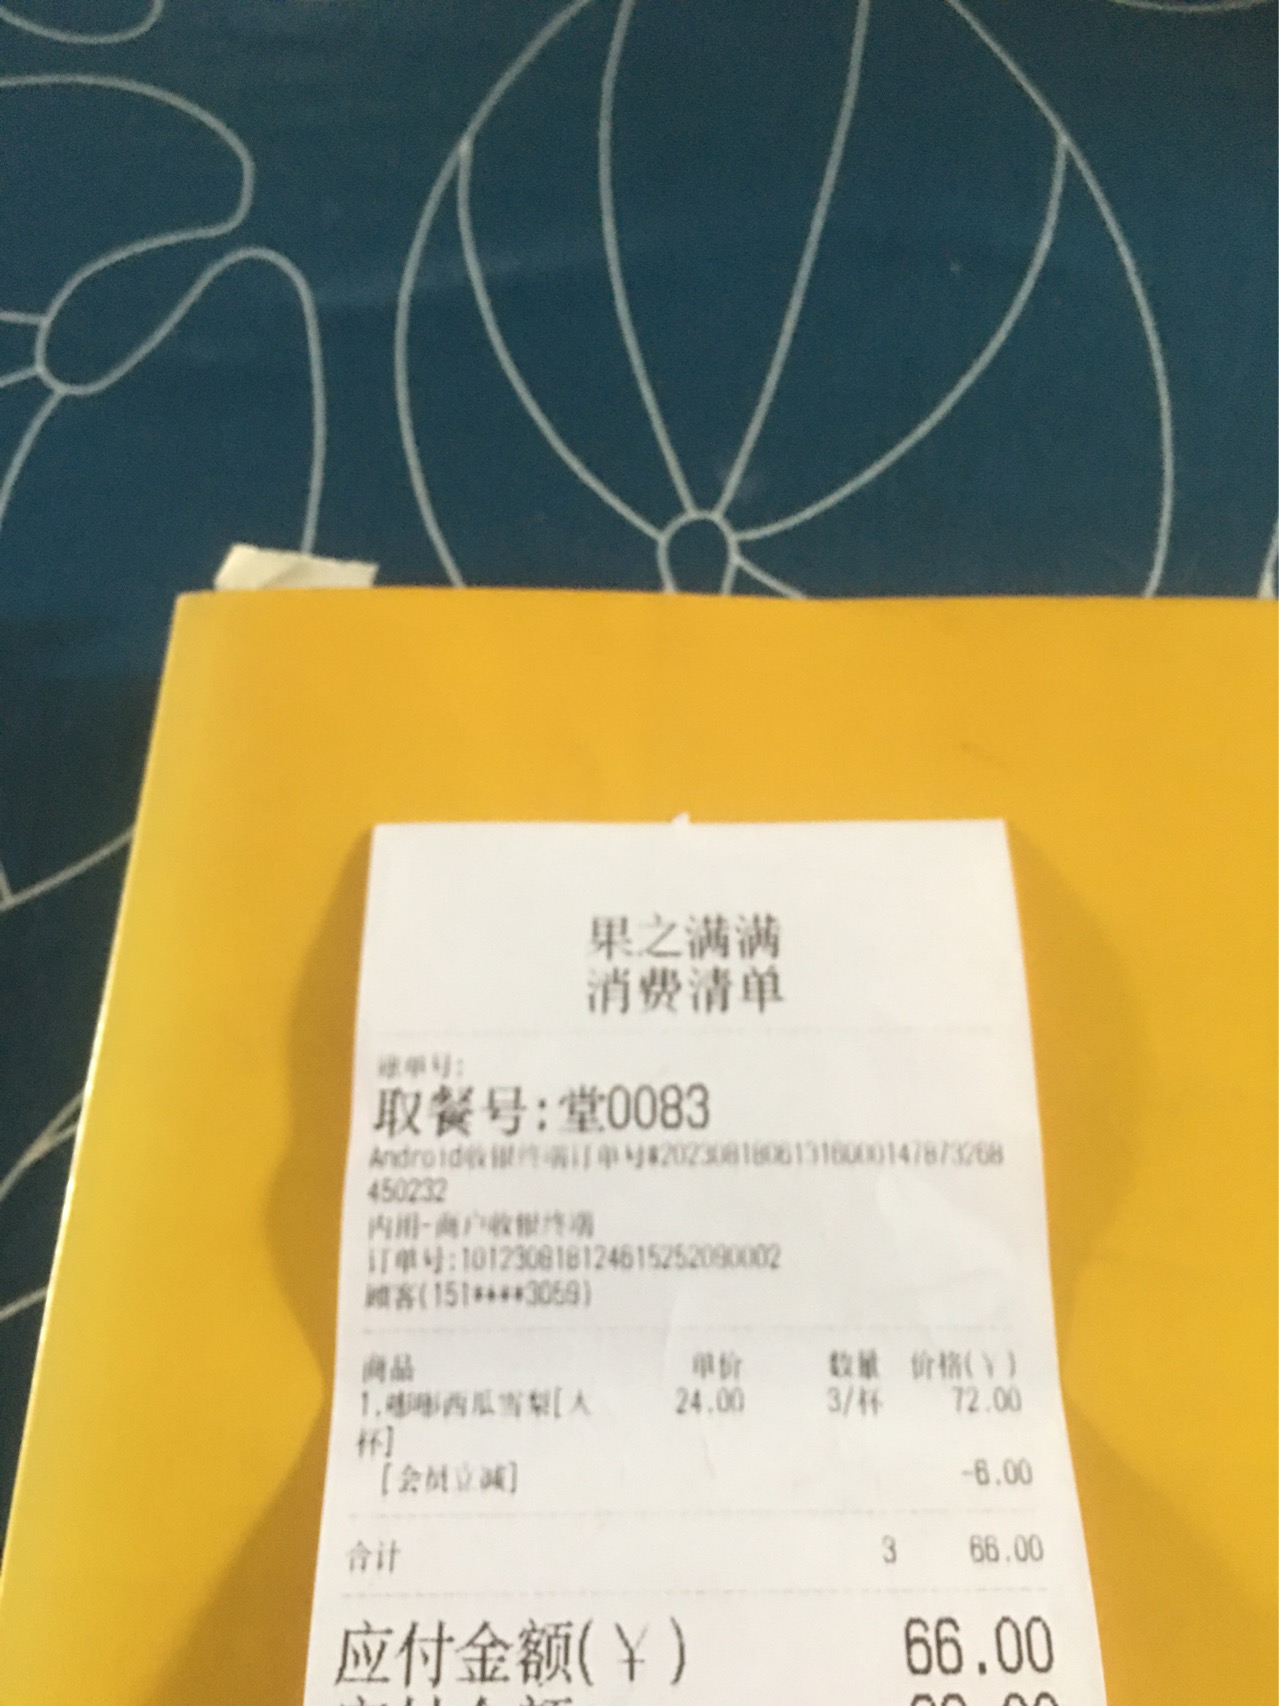 果之满满
消费清单
账单号:
取餐号:堂0083
Android收银终端订单号#20230818061316000147873268
450232
内用-商户收银终端
订单号:101230818124615252090002
顾客(151****3059)
商品 单价 数量 价格(¥)
1.嘟嘟西瓜雪梨[大 24.00 3/杯 72.00
杯]
[会员立减] -6.00
合计 3 66.00
应付金额(¥) 66.00